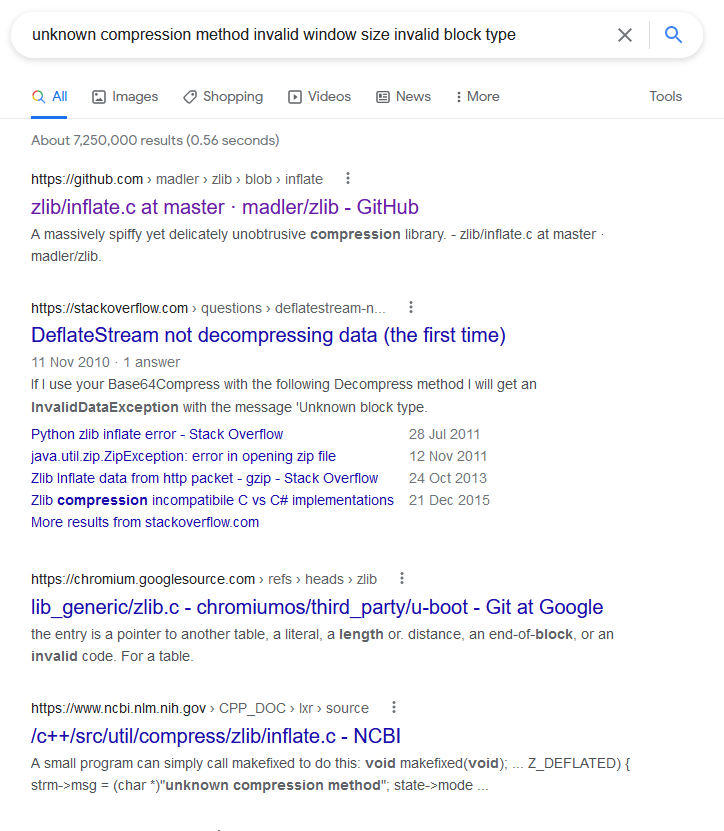 unknown compression method invalid window size invalid block type
All Images Shopping Videos News More Tools
About 7,250,000 results (0.56 seconds)
https://github.com › madler › zlib › blob › inflate
zlib/inflate.c at master · madler/zlib - GitHub
A massively spiffy yet delicately unobtrusive compression library. - zlib/inflate.c at master ·
madler/zlib.
https://stackoverflow.com › questions › deflatestream-n...
DeflateStream not decompressing data (the first time)
11 Nov 2010 · 1 answer
If I use your Base64Compress with the following Decompress method I will get an
InvalidDataException with the message 'Unknown block type.
Python zlib inflate error - Stack Overflow 28 Jul 2011
java.util.zip.ZipException: error in opening zip file 12 Nov 2011
Zlib Inflate data from http packet - gzip - Stack Overflow 24 Oct 2013
Zlib compression incompatibile C vs C# implementations 21 Dec 2015
More results from stackoverflow.com
https://chromium.googlesource.com › refs › heads › zlib
lib_generic/zlib.c - chromiumos/third_party/u-boot - Git at Google
the entry is a pointer to another table, a literal, a length or. distance, an end-of-block, or an
invalid code. For a table.
https://www.ncbi.nlm.nih.gov › CPP_DOC › lxr › source
/c++/src/util/compress/zlib/inflate.c - NCBI
A small program can simply call makefixed to do this: void makefixed(void); ... Z_DEFLATED) {
strm->msg = (char *)"unknown compression method"; state->mode ...